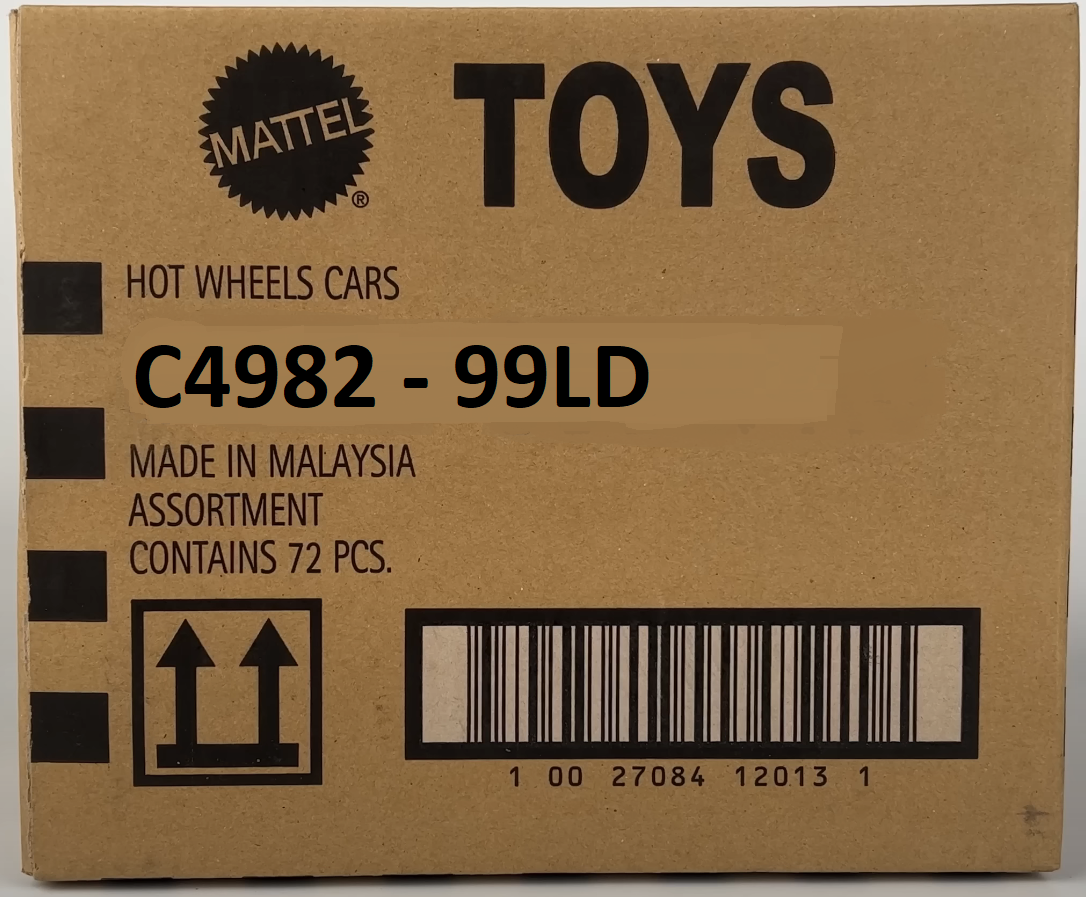 MATTEL
®
TOYS
HOT WHEELS CARS
C4982 - 99LD
MADE IN MALAYSIA
ASSORTMENT
CONTAINS 72 PCS.
1 00 27084 12013 1